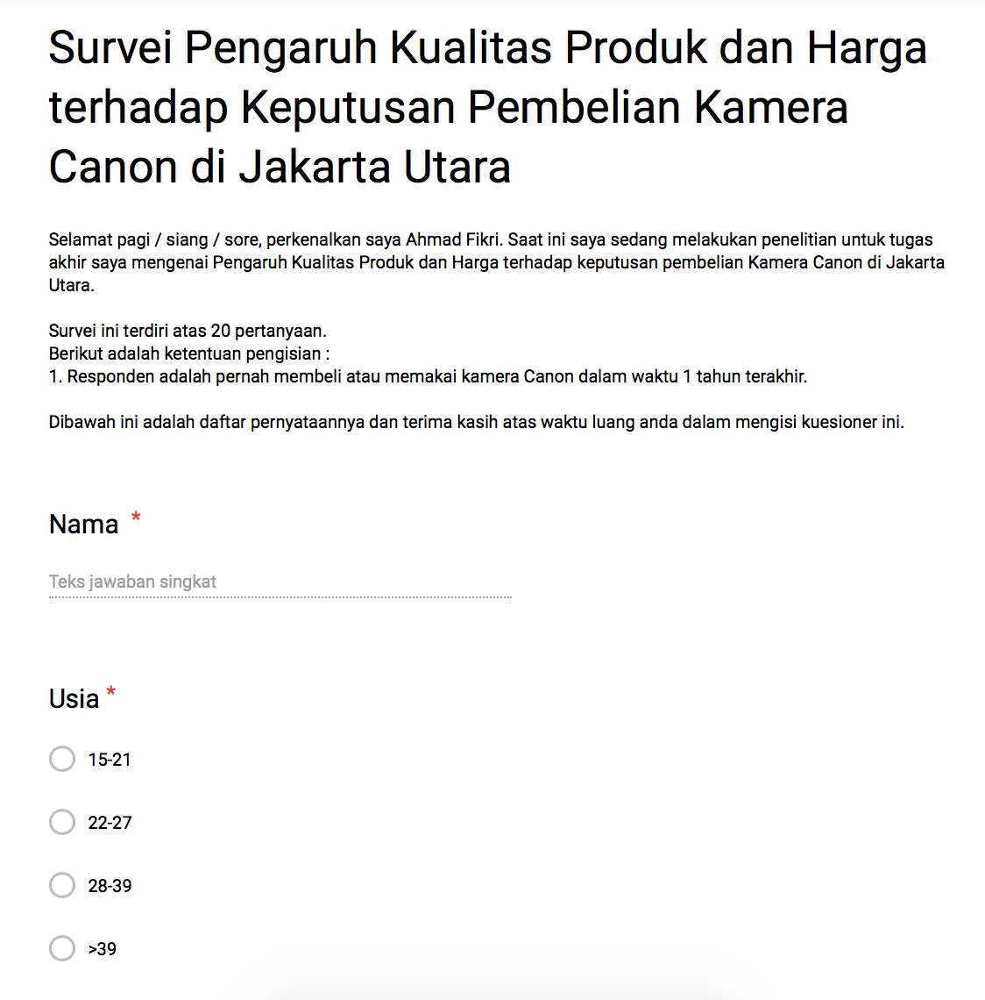 Survei Pengaruh Kualitas Produk dan Harga
terhadap Keputusan Pembelian Kamera
Canon di Jakarta Utara
Selamat pagi / siang / sore, perkenalkan saya Ahmad Fikri. Saat ini saya sedang melakukan penelitian untuk tugas
akhir saya mengenai Pengaruh Kualitas Produk dan Harga terhadap keputusan pembelian Kamera Canon di Jakarta
Utara.
Survei ini terdiri atas 20 pertanyaan.
Berikut adalah ketentuan pengisian :
1. Responden adalah pernah membeli atau memakai kamera Canon dalam waktu 1 tahun terakhir.
Dibawah ini adalah daftar pernyataannya dan terima kasih atas waktu luang anda dalam mengisi kuesioner ini.
Nama *
Teks jawaban singkat
Usia *
15-21
22-27
28-39
>39